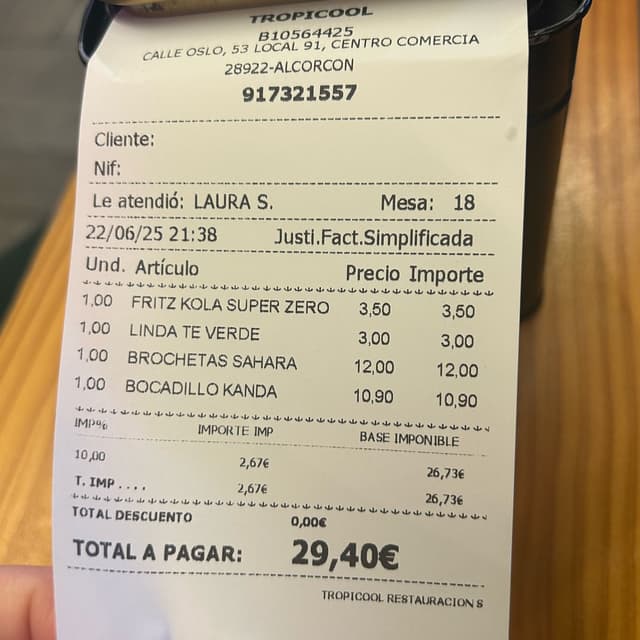 TROPICOOL
B10564425
CALLE OSLO, 53 LOCAL 91, CENTRO COMERCIA
28922-ALCORCON
917321557
Cliente:
Nif:
Le atendió: LAURA S. Mesa: 18
22/06/25 21:38 Justi.Fact.Simplificada
Und. Artículo Precio Importe
1,00 FRITZ KOLA SUPER ZERO 3,50 3,50
1,00 LINDA TE VERDE 3,00 3,00
1,00 BROCHETAS SAHARA 12,00 12,00
1,00 BOCADILLO KANDA 10,90 10,90
IMP% IMPORTE IMP BASE IMPONIBLE
10,00 2,67€ 26,73€
T. IMP .... 2,67€ 26,73€
TOTAL DESCUENTO 0,00€
TOTAL A PAGAR: 29,40€
TROPICOOL RESTAURACION S